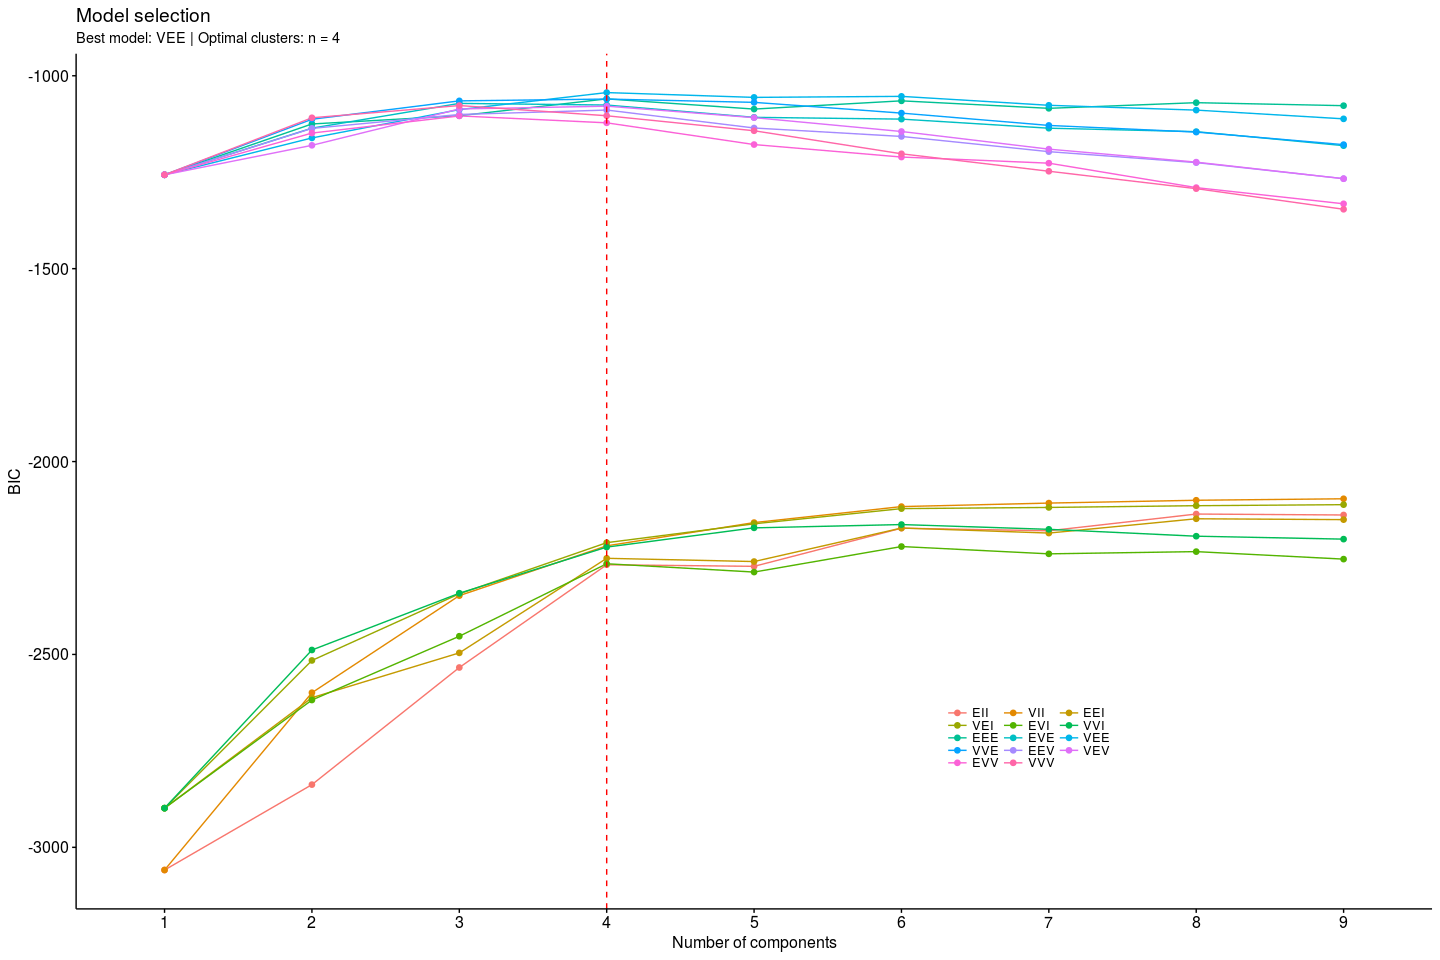 Model selection
Best model: VEE | Optimal clusters: n = 4
-1000
-1500
-2000
-2500
-3000
BIC
EII VII EEI
VEI EVI VVI
EEE EVE VEE
VVE EEV VEV
EVV VVV
1 2 3 4 5 6 7 8 9
Number of components